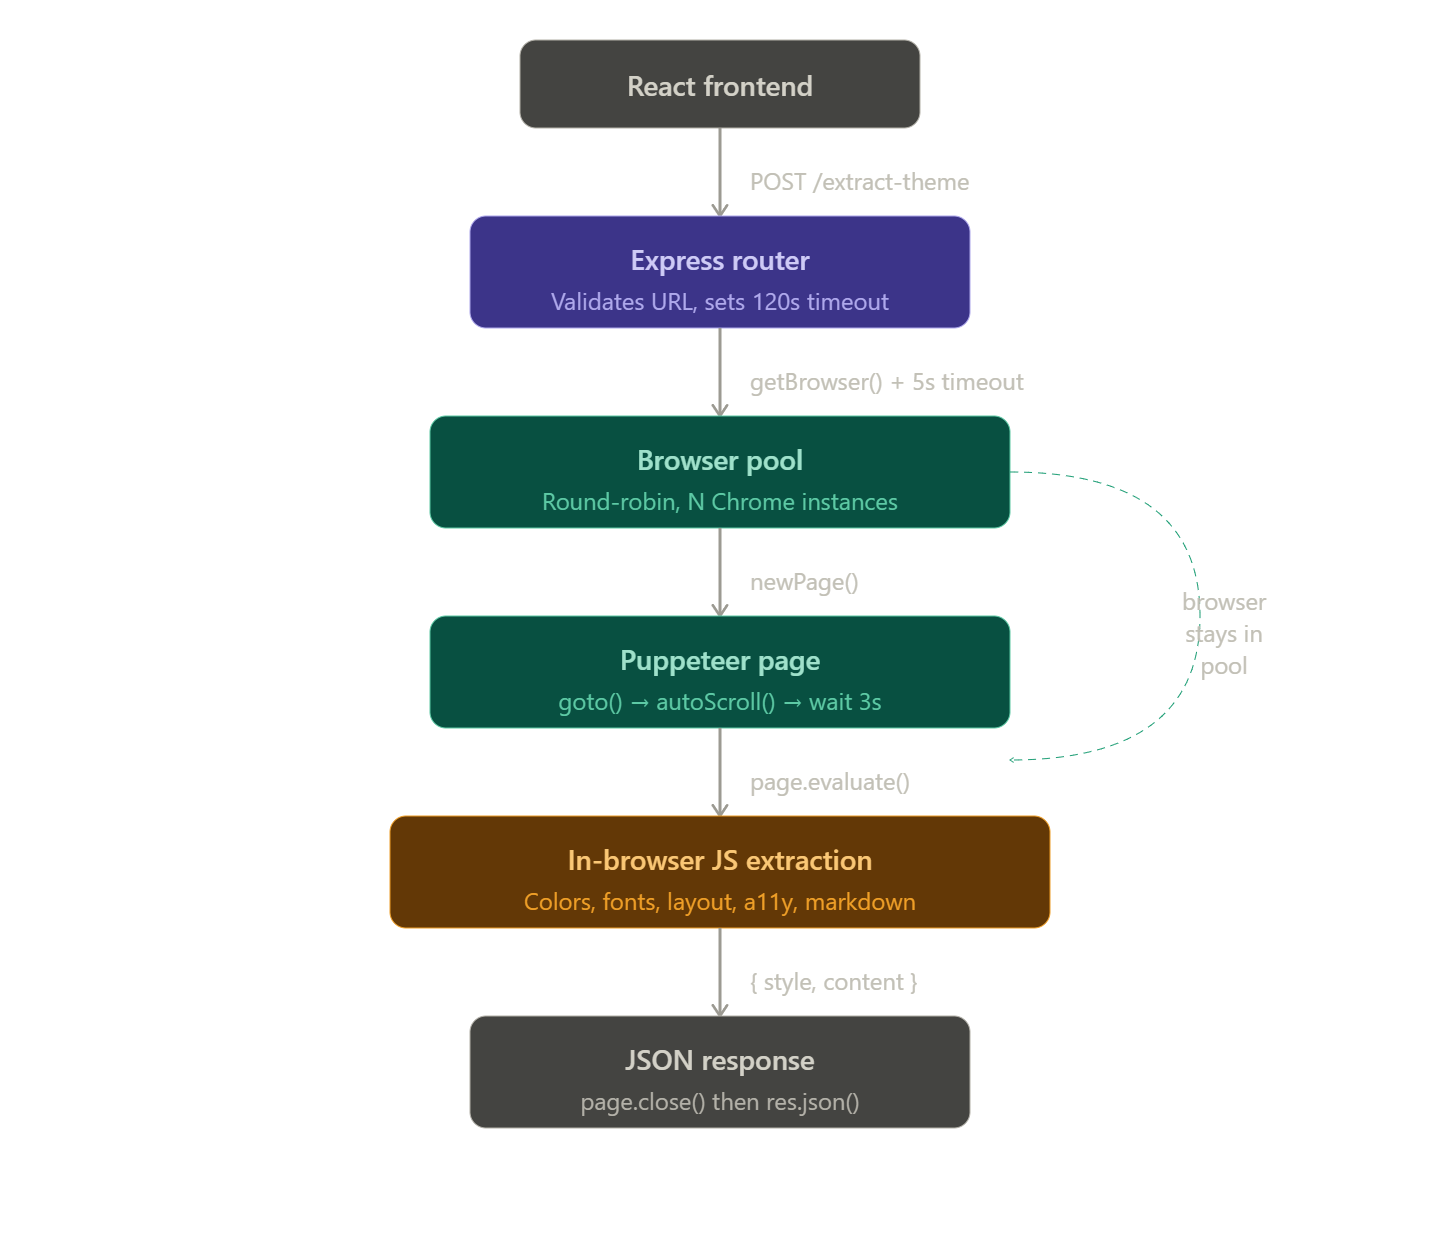 React frontend
POST /extract-theme
Express router
Validates URL, sets 120s timeout
getBrowser() + 5s timeout
Browser pool
Round-robin, N Chrome instances
newPage()
browser
stays in
pool
Puppeteer page
goto() → autoScroll() → wait 3s
page.evaluate()
In-browser JS extraction
Colors, fonts, layout, a11y, markdown
{ style, content }
JSON response
page.close() then res.json()